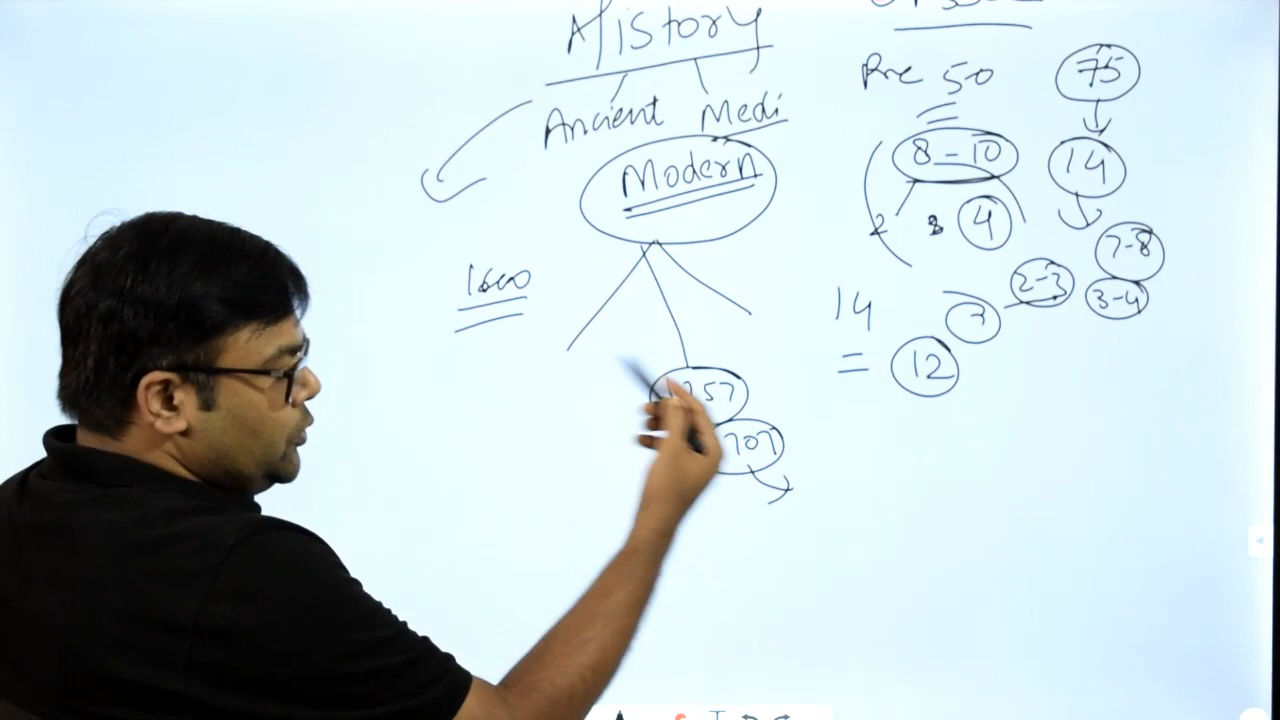 History
Ancient Medi
Modern
1600
57
707
Pre 50
8-10
2 3 4
75
14
7-8
3-4
2-3
14
= 12